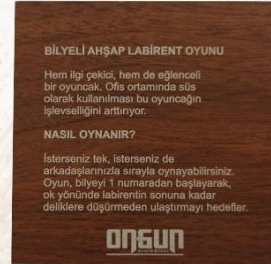 BİLYELİ AHŞAP LABİRENT OYUNU
Hem ilgi çekici, hem de eğlenceli
bir oyuncak. Ofis ortamında süs
olarak kullanılması bu oyuncağın
işlevselliğini arttırıyor.
NASIL OYNANIR?
İsterseniz tek, isterseniz de
arkadaşlarınızla sırayla oynayabilirsiniz.
Oyun, bilyeyi 1 numaradan başlayarak,
ok yönünde labirentin sonuna kadar
deliklere düşürmeden ulaştırmayı hedefler.
ONGUN